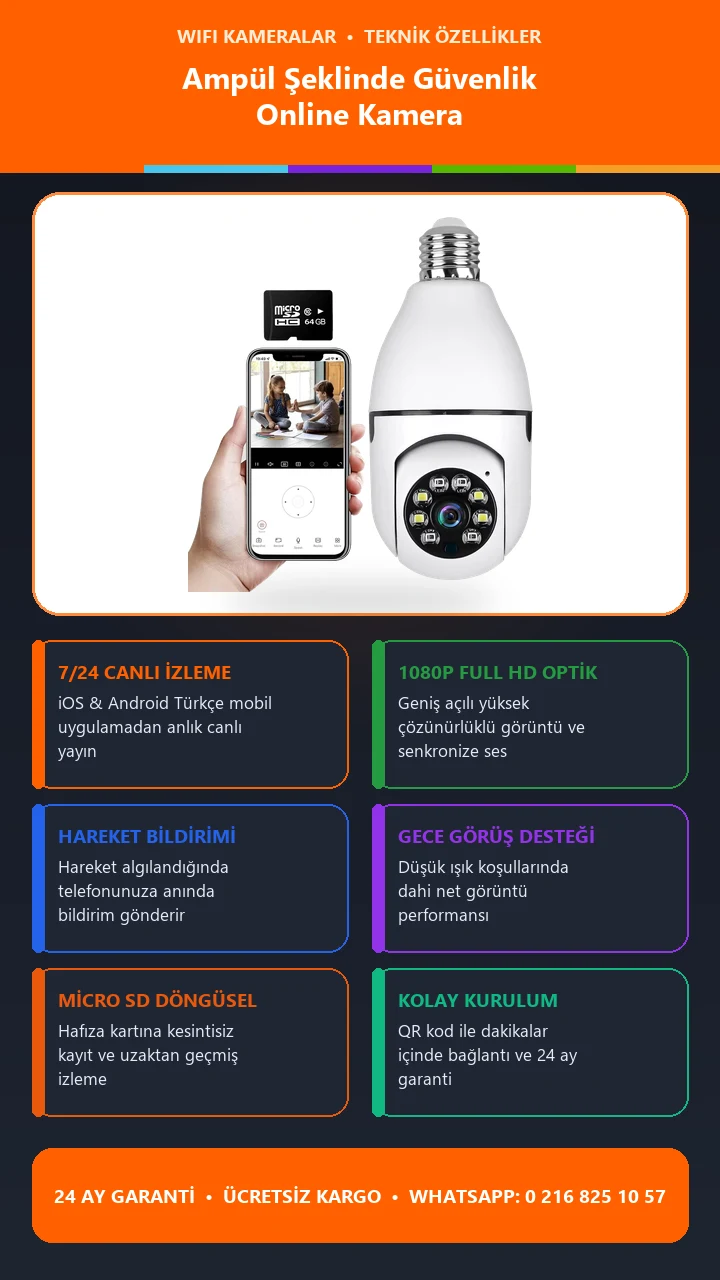 WIFI KAMERALAR • TEKNİK ÖZELLİKLER
Ampül Şeklinde Güvenlik
Online Kamera
micro
SD
HC
64 GB
7/24 CANLI İZLEME
iOS & Android Türkçe mobil
uygulamadan anlık canlı
yayın
1080P FULL HD OPTİK
Geniş açılı yüksek
çözünürlüklü görüntü ve
senkronize ses
HAREKET BİLDİRİMİ
Hareket algılandığında
telefonunuza anında
bildirim gönderir
GECE GÖRÜŞ DESTEĞİ
Düşük ışık koşullarında
dahi net görüntü
performansı
MİCRO SD DÖNGÜSEL
Hafıza kartına kesintisiz
kayıt ve uzaktan geçmiş
izleme
KOLAY KURULUM
QR kod ile dakikalar
içinde bağlantı ve 24 ay
garanti
24 AY GARANTİ • ÜCRETSİZ KARGO • WHATSAPP: 0 216 825 10 57